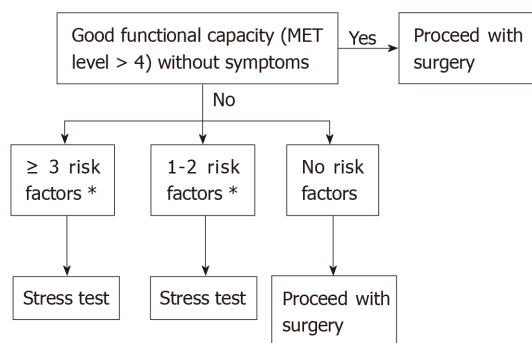 Good functional capacity (MET
level > 4) without symptoms
Yes
Proceed with
surgery
No
≥ 3 risk
factors *
1-2 risk
factors *
No risk
factors
Stress test
Stress test
Proceed with
surgery